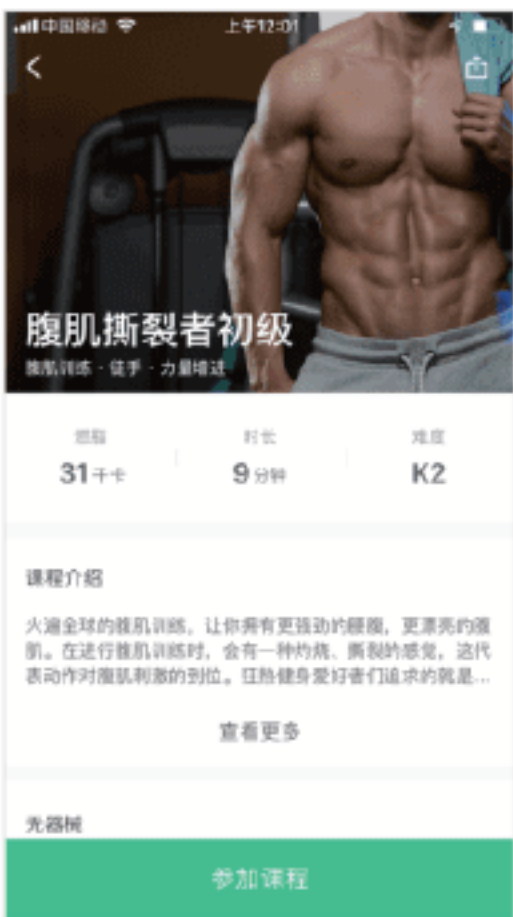 中国移动 上午12:01
腹肌撕裂者初级
腹肌训练 · 徒手 · 力量增进
燃脂 时长 难度
31千卡 9分钟 K2
课程介绍
火遍全球的腹肌训练，让你拥有更强劲的腰腹，更漂亮的腹
肌。在进行腹肌训练时，会有一种灼烧、撕裂的感觉，这代
表动作对腹肌刺激的到位。狂热健身爱好者们追求的就是...
查看更多
无器械
参加课程